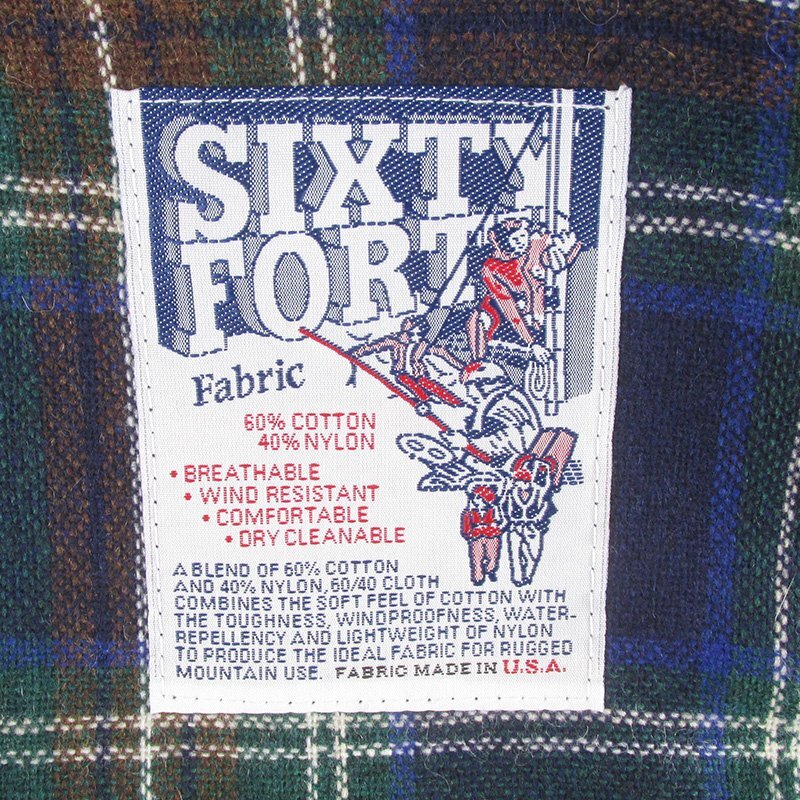 SIXTY
FORTY
Fabric
60% COTTON
40% NYLON
• BREATHABLE
• WIND RESISTANT
• COMFORTABLE
• DRY CLEANABLE
A BLEND OF 60% COTTON
AND 40% NYLON, 60/40 CLOTH
COMBINES THE SOFT FEEL OF COTTON WITH
THE TOUGHNESS, WINDPROOFNESS, WATER-
REPELLENCY AND LIGHTWEIGHT OF NYLON
TO PRODUCE THE IDEAL FABRIC FOR RUGGED
MOUNTAIN USE. FABRIC MADE IN U.S.A.